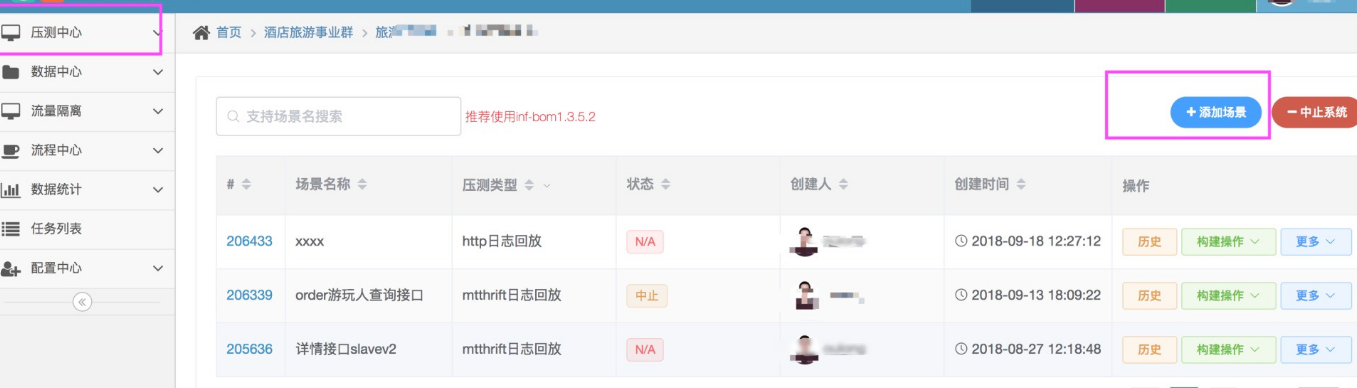 压测中心
首页 > 酒店旅游事业群 >
数据中心
流量隔离
流程中心
数据统计
任务列表
配置中心
支持场景名搜索
推荐使用inf-bom1.3.5.2
+添加场景
中止系统
# 场景名称 压测类型 状态 创建人 创建时间 操作
206433 xxxx http日志回放 N/A 2018-09-18 12:27:12 历史 构建操作 更多
206339 order游玩人查询接口 mtthrift日志回放 中止 2018-09-13 18:09:22 历史 构建操作 更多
205636 详情接口slavev2 mtthrift日志回放 N/A 2018-08-27 12:18:48 历史 构建操作 更多